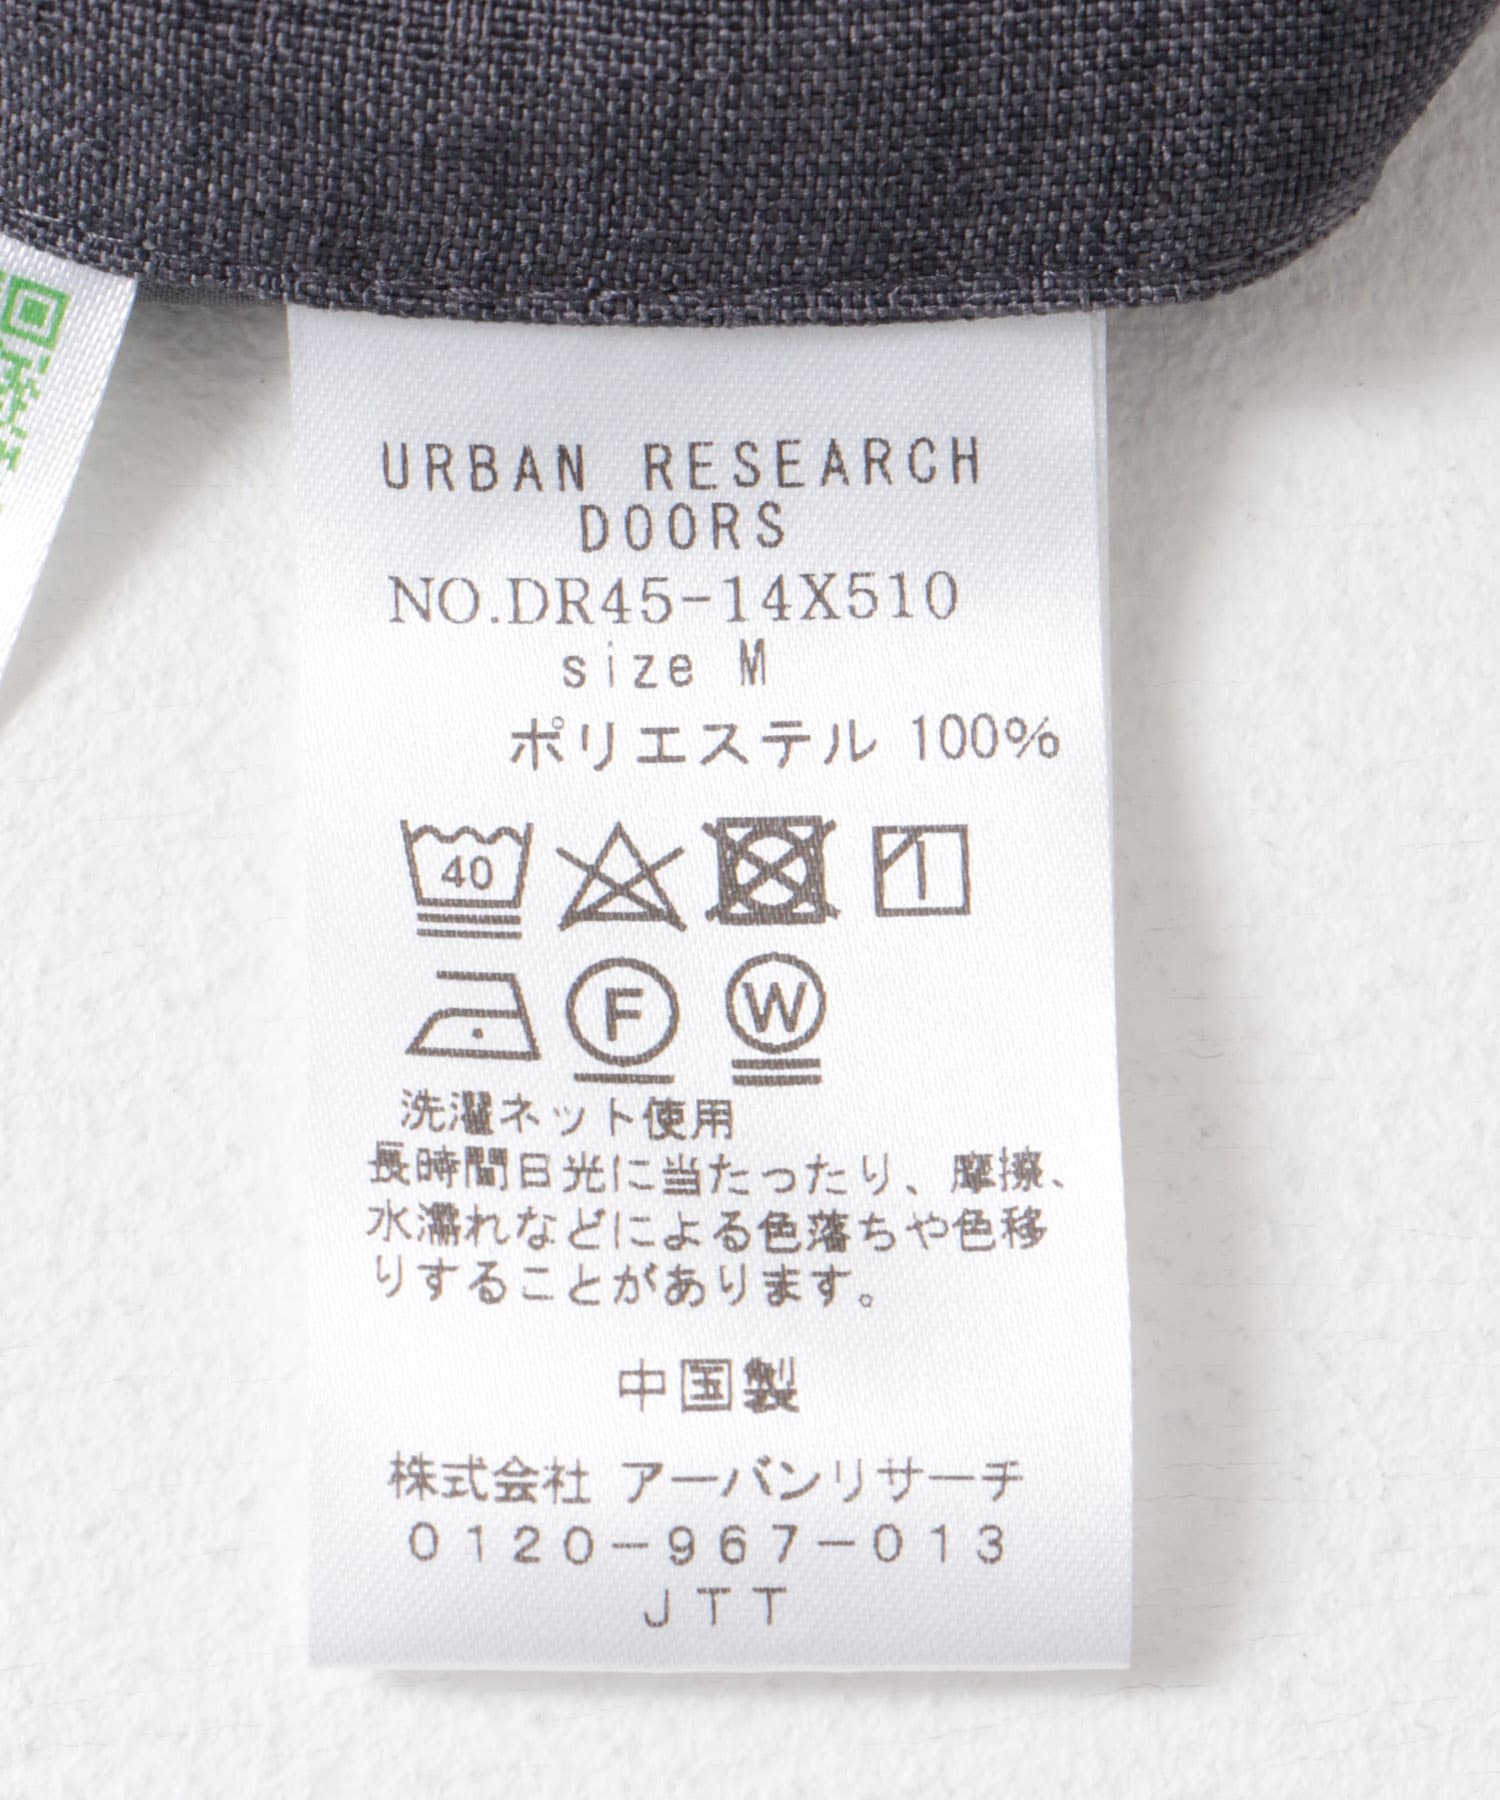 URBAN RESEARCH
DOORS
NO.DR45-14X510
size M
ポリエステル 100%
40
F
W
洗濯ネット使用
長時間日光に当たったり、摩擦、
水濡れなどによる色落ちや色移
りすることがあります。
中国製
株式会社 アーバンリサーチ
0120-967-013
JTT